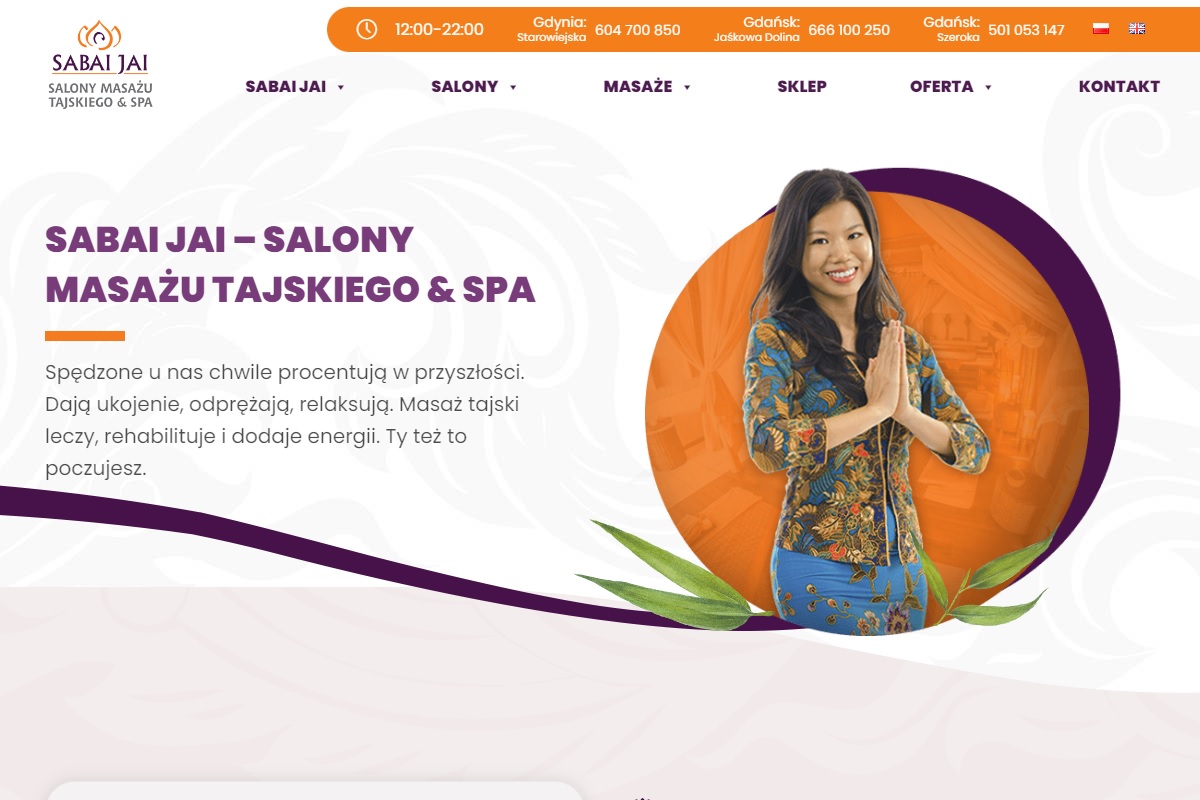 SABAI JAI
SALONY MASAŻU
TAJSKIEGO & SPA
12:00-22:00
Gdynia:
Starowiejska
604 700 850
Gdańsk:
Jaśkowa Dolina
666 100 250
Gdańsk:
Szeroka
501 053 147
SABAI JAI
SALONY
MASAŻE
SKLEP
OFERTA
KONTAKT
SABAI JAI – SALONY
MASAŻU TAJSKIEGO & SPA
Spędzone u nas chwile procentują w przyszłości.
Dają ukojenie, odprężają, relaksują. Masaż tajski
leczy, rehabilituje i dodaje energii. Ty też to
poczujesz.